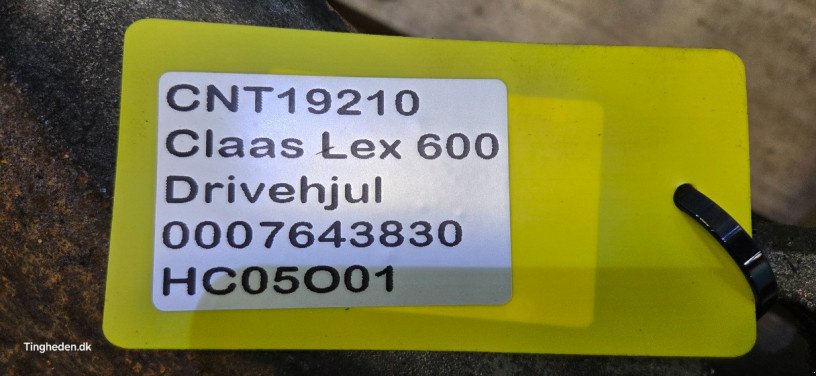 CNT19210
Claas Lex 600
Drivehjul
0007643830
HC05O01
Tingheden.dk